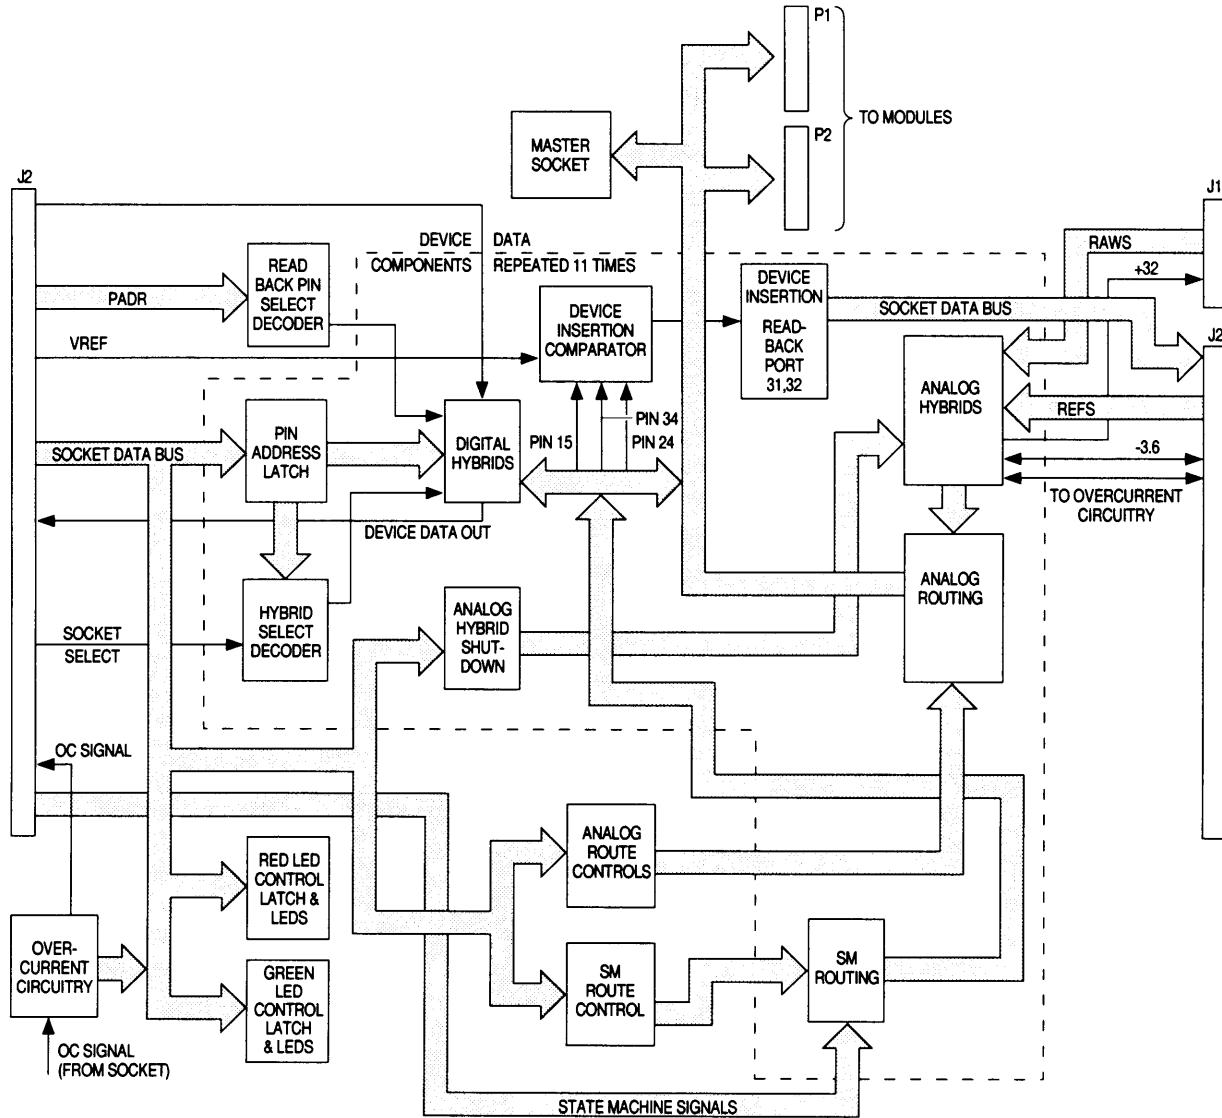 P1
TO MODULES
P2
MASTER
SOCKET
J2
J1
DEVICE DATA
COMPONENTS REPEATED 11 TIMES
RAWS
+32
READ
BACK PIN
SELECT
DECODER
PADR
DEVICE
INSERTION
COMPARATOR
DEVICE
INSERTION
READ-
BACK
PORT
31,32
SOCKET DATA BUS
J2
VREF
ANALOG
HYBRIDS
REFS
PIN 34
PIN 15
PIN 24
PIN
ADDRESS
LATCH
DIGITAL
HYBRIDS
SOCKET DATA BUS
-3.6
TO OVERCURRENT
CIRCUITRY
DEVICE DATA OUT
ANALOG
ROUTING
HYBRID
SELECT
DECODER
ANALOG
HYBRID
SHUT-
DOWN
SOCKET
SELECT
OC SIGNAL
ANALOG
ROUTE
CONTROLS
RED LED
CONTROL
LATCH &
LEDS
OVER-
CURRENT
CIRCUITRY
SM
ROUTE
CONTROL
SM
ROUTING
GREEN
LED
CONTROL
LATCH
& LEDS
OC SIGNAL
(FROM SOCKET)
STATE MACHINE SIGNALS